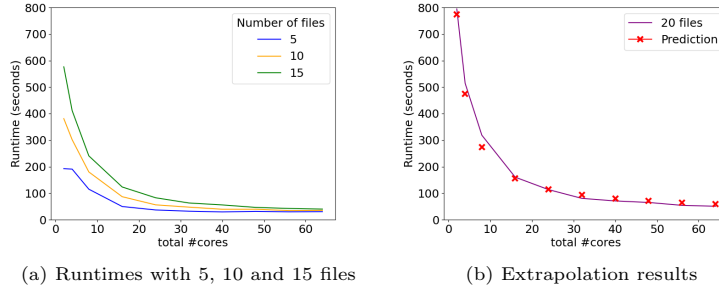 800
700
600
500
400
300
200
100
0
Runtime (seconds)
0 10 20 30 40 50 60
total #cores
Number of files
5
10
15
(a) Runtimes with 5, 10 and 15 files
800
700
600
500
400
300
200
100
0
Runtime (seconds)
0 10 20 30 40 50 60
total #cores
20 files
Prediction
(b) Extrapolation results